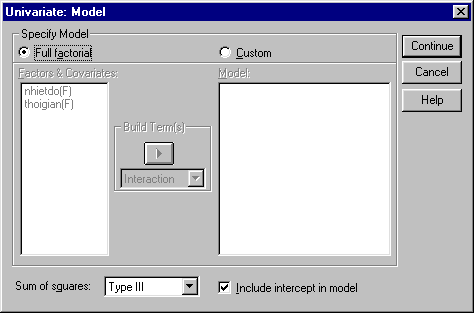 Univariate: Model
Specify Model
Full factorial
Custom
Continue
Cancel
Help
Factors & Covariates:
Model:
nhietdo(F)
thoigian(F)
Build Term(s)
Interaction
Sum of squares:
Type III
Include intercept in model